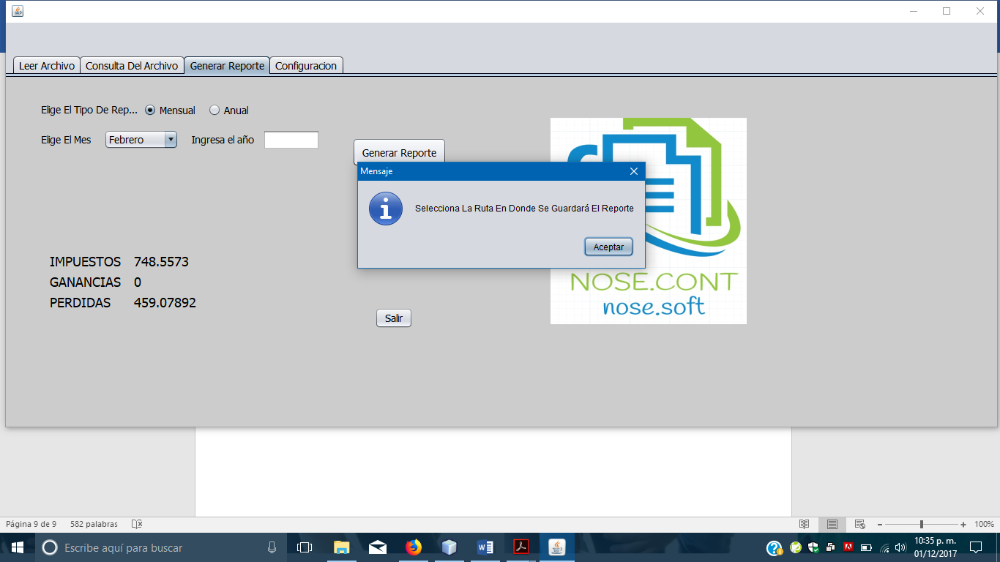 Leer Archivo Consulta Del Archivo Generar Reporte Configuracion
Elige El Tipo De Rep... Mensual Anual
Elige El Mes Febrero Ingresa el año
Generar Reporte
Mensaje
Selecciona La Ruta En Donde Se Guardará El Reporte
Aceptar
IMPUESTOS 748.5573
GANANCIAS 0
PERDIDAS 459.07892
Salir
NOSE.CONT
nose.soft
Página 9 de 9 582 palabras 100%
Escribe aquí para buscar
10:35 p. m.
01/12/2017